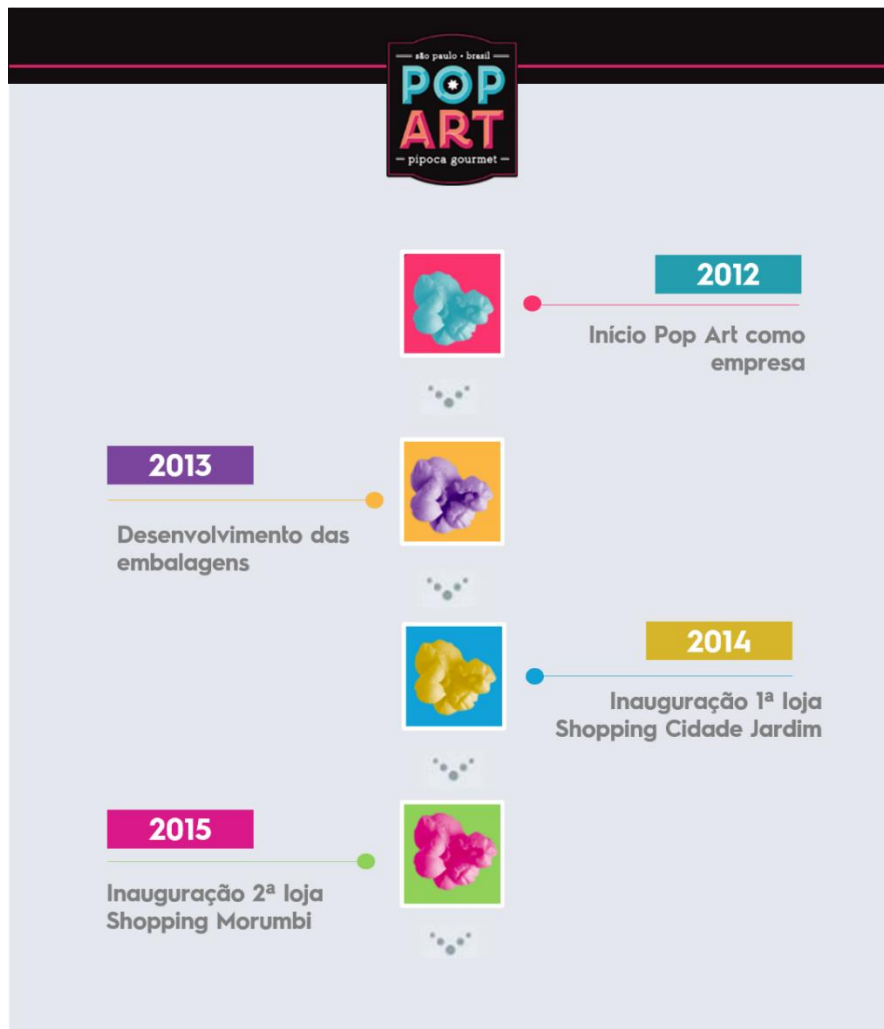 são paulo • brasil
POP
ART
pipoca gourmet
2012
Início Pop Art como
empresa
2013
Desenvolvimento das
embalagens
2014
Inauguração 1ª loja
Shopping Cidade Jardim
2015
Inauguração 2ª loja
Shopping Morumbi